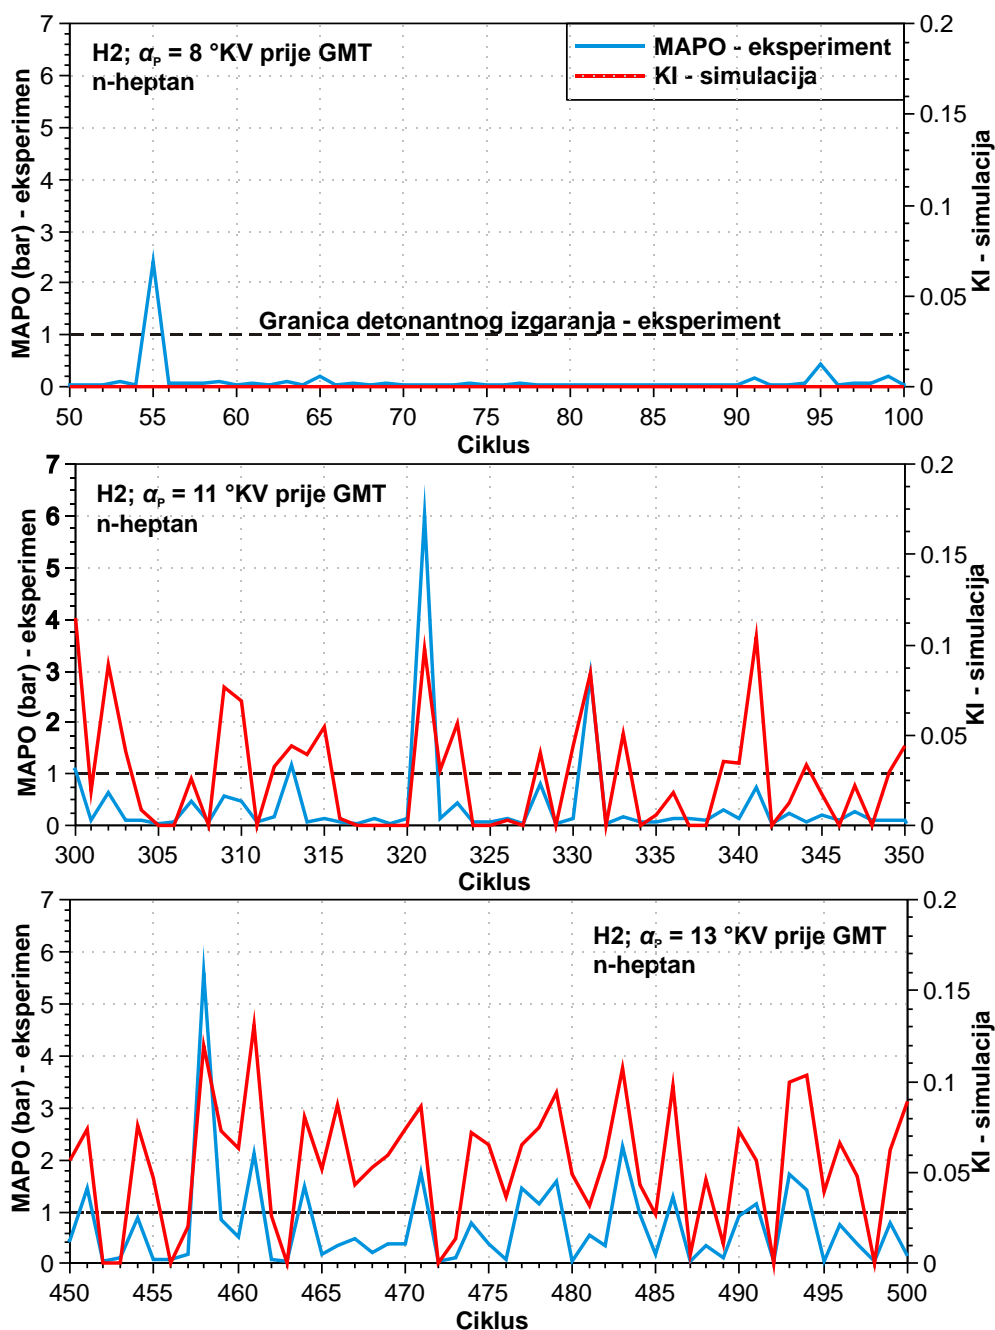 H2; αP = 8 °KV prije GMT
n-heptan
MAPO - eksperiment
KI - simulacija
MAPO (bar) - eksperimen
7
6
5
4
3
2
1
0
0.2
0.15
0.1
0.05
0
KI - simulacija
Granica detonantnog izgaranja - eksperiment
50 55 60 65 70 75 80 85 90 95 100
Ciklus
H2; αP = 11 °KV prije GMT
n-heptan
MAPO (bar) - eksperimen
7
6
5
4
3
2
1
0
0.2
0.15
0.1
0.05
0
KI - simulacija
300 305 310 315 320 325 330 335 340 345 350
Ciklus
H2; αP = 13 °KV prije GMT
n-heptan
MAPO (bar) - eksperimen
7
6
5
4
3
2
1
0
0.2
0.15
0.1
0.05
0
KI - simulacija
450 455 460 465 470 475 480 485 490 495 500
Ciklus